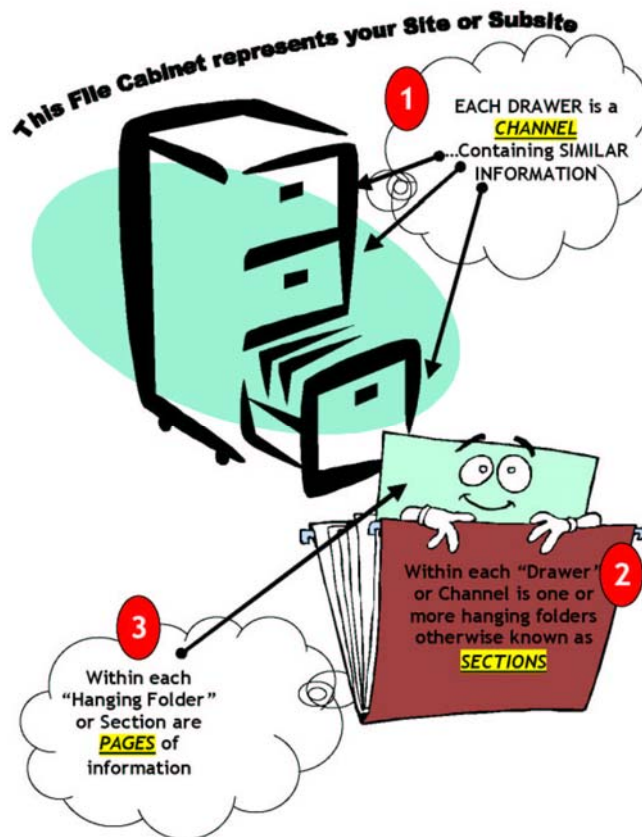 This File Cabinet represents your Site or Subsite
1
EACH DRAWER is a
CHANNEL
...Containing SIMILAR
INFORMATION
2
Within each "Drawer"
or Channel is one or
more hanging folders
otherwise known as
SECTIONS
3
Within each
"Hanging Folder"
or Section are
PAGES of
information